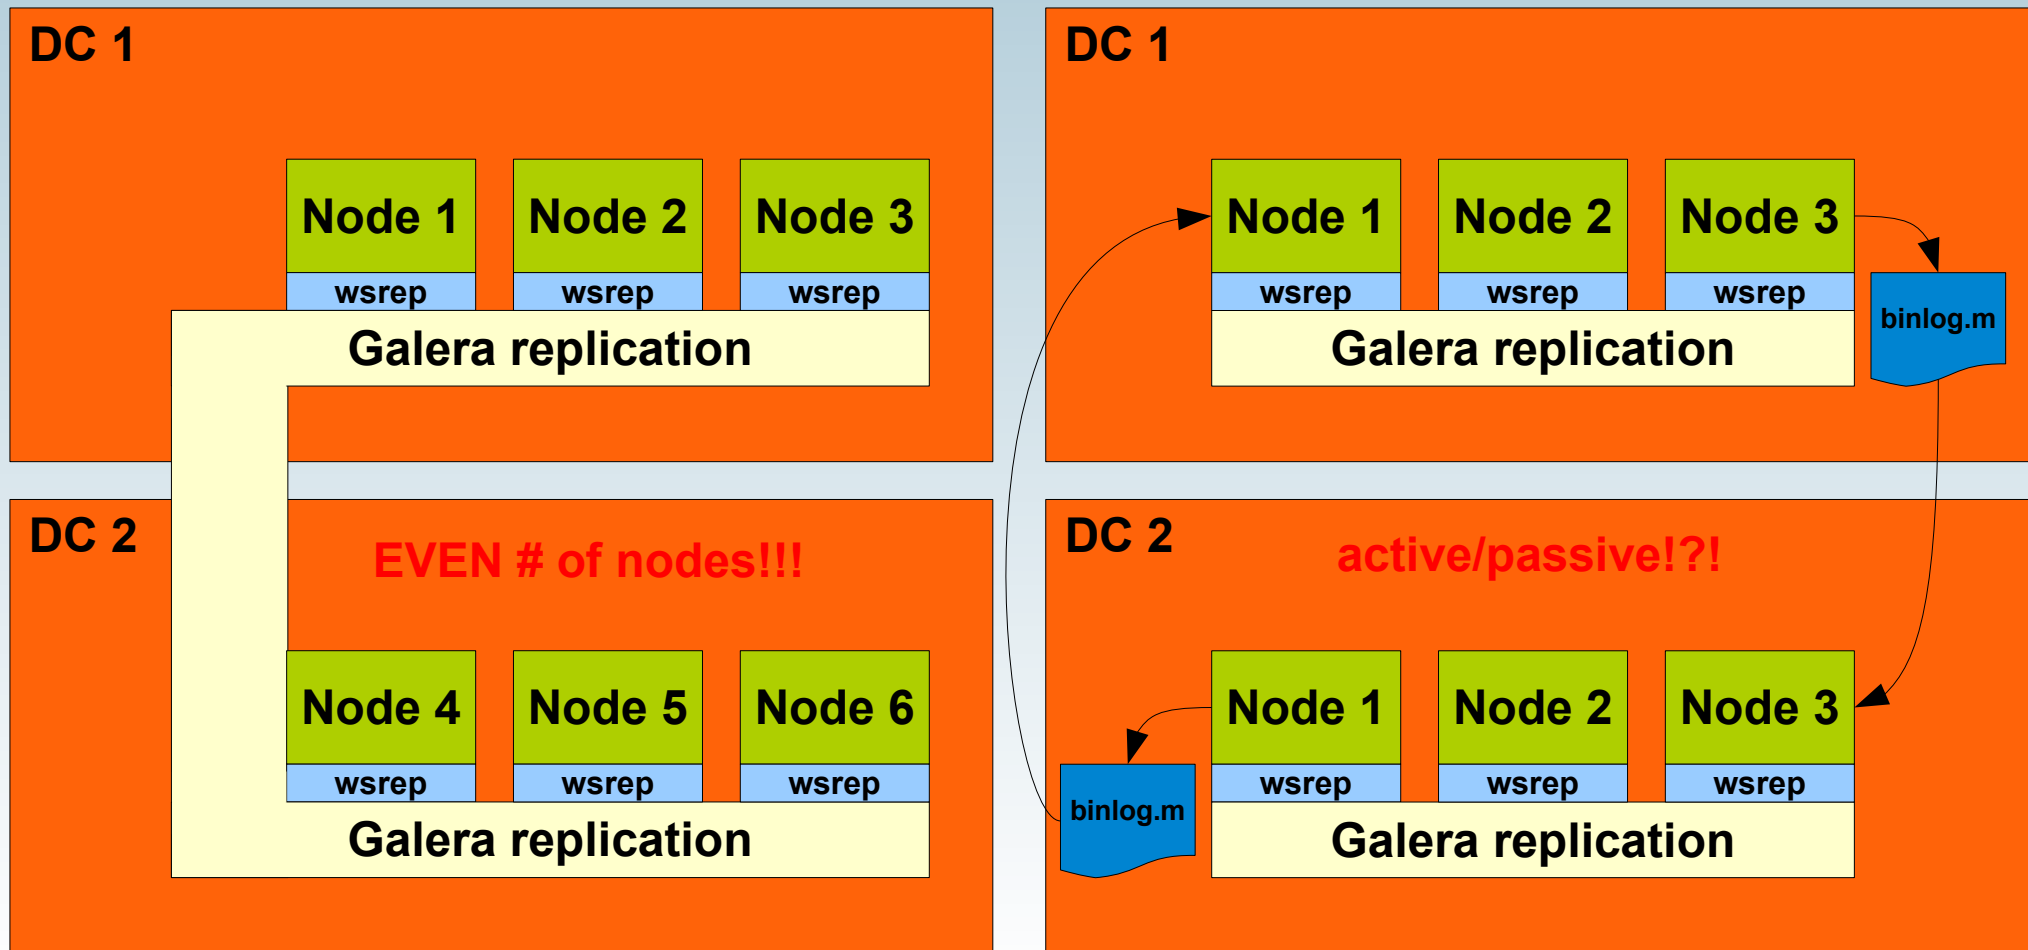 DC 1
Node 1
Node 2
Node 3
wsrep
wsrep
wsrep
Galera replication
DC 2
EVEN # of nodes!!!
Node 4
Node 5
Node 6
wsrep
wsrep
wsrep
Galera replication
DC 1
Node 1
Node 2
Node 3
wsrep
wsrep
wsrep
binlog.m
Galera replication
DC 2
active/passive!?!
Node 1
Node 2
Node 3
wsrep
wsrep
wsrep
binlog.m
Galera replication